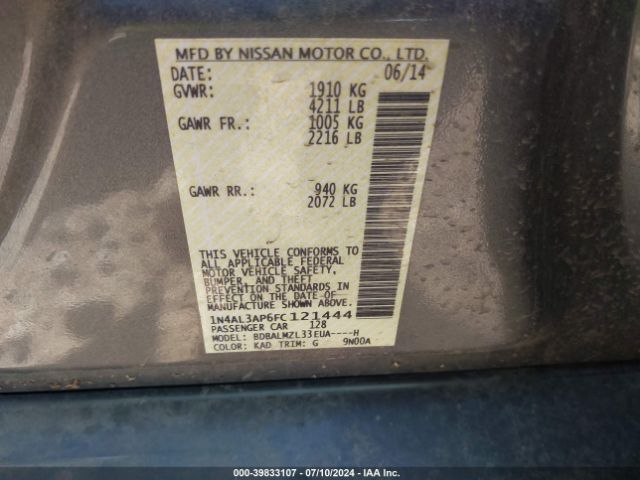 MFD BY NISSAN MOTOR CO., LTD.
DATE: 06/14
GVWR: 1910 KG
4211 LB
GAWR FR.: 1005 KG
2216 LB
GAWR RR.: 940 KG
2072 LB
THIS VEHICLE CONFORMS TO
ALL APPLICABLE FEDERAL
MOTOR VEHICLE SAFETY,
BUMPER, AND THEFT
PREVENTION STANDARDS IN
EFFECT ON THE DATE OF
MANUFACTURE SHOWN ABOVE.
1N4AL3AP6FC121444
PASSENGER CAR 128
MODEL: BDBALMZL33EUA----H
COLOR: KAD TRIM: G 9N00A
000-39833107 / 07/10/2024 - IAA Inc.